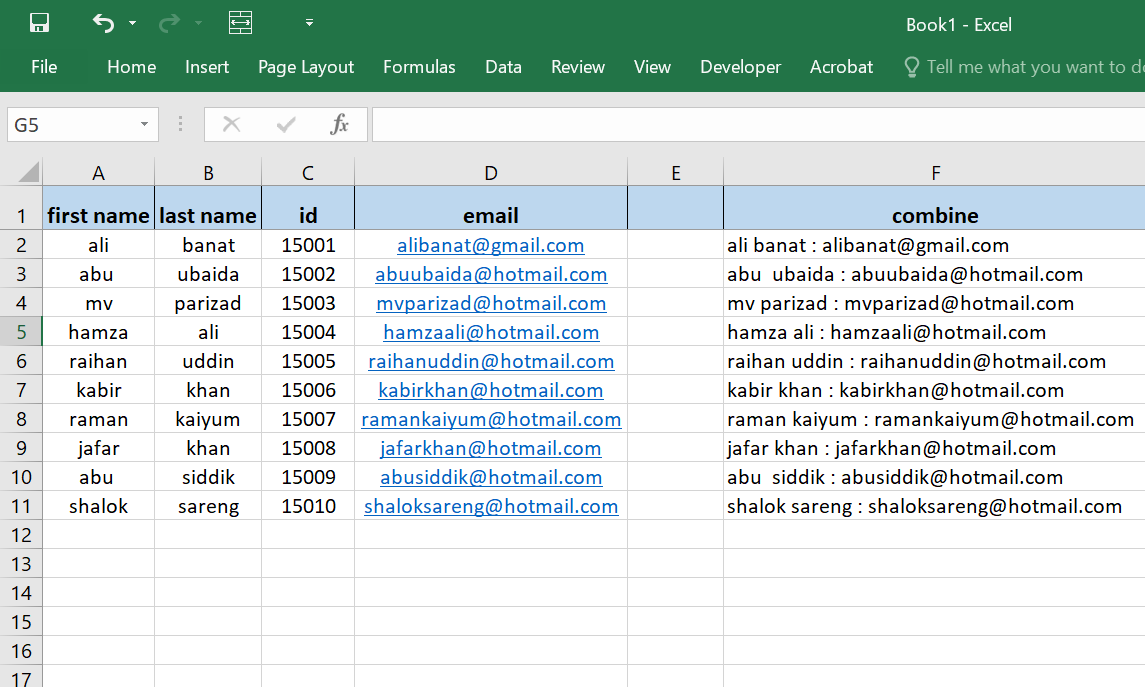 Book1 - Excel
File Home Insert Page Layout Formulas Data Review View Developer Acrobat Tell me what you want to d
G5 fx
A B C D E F
1 first name last name id email combine
2 ali banat 15001 alibanat@gmail.com ali banat : alibanat@gmail.com
3 abu ubaida 15002 abuubaida@hotmail.com abu  ubaida : abuubaida@hotmail.com
4 mv parizad 15003 mvparizad@hotmail.com mv parizad : mvparizad@hotmail.com
5 hamza ali 15004 hamzaali@hotmail.com hamza ali : hamzaali@hotmail.com
6 raihan uddin 15005 raihanuddin@hotmail.com raihan uddin : raihanuddin@hotmail.com
7 kabir khan 15006 kabirkhan@hotmail.com kabir khan : kabirkhan@hotmail.com
8 raman kaiyum 15007 ramankaiyum@hotmail.com raman kaiyum : ramankaiyum@hotmail.com
9 jafar khan 15008 jafarkhan@hotmail.com jafar khan : jafarkhan@hotmail.com
10 abu siddik 15009 abusiddik@hotmail.com abu  siddik : abusiddik@hotmail.com
11 shalok sareng 15010 shaloksareng@hotmail.com shalok sareng : shaloksareng@hotmail.com
12
13
14
15
16
17